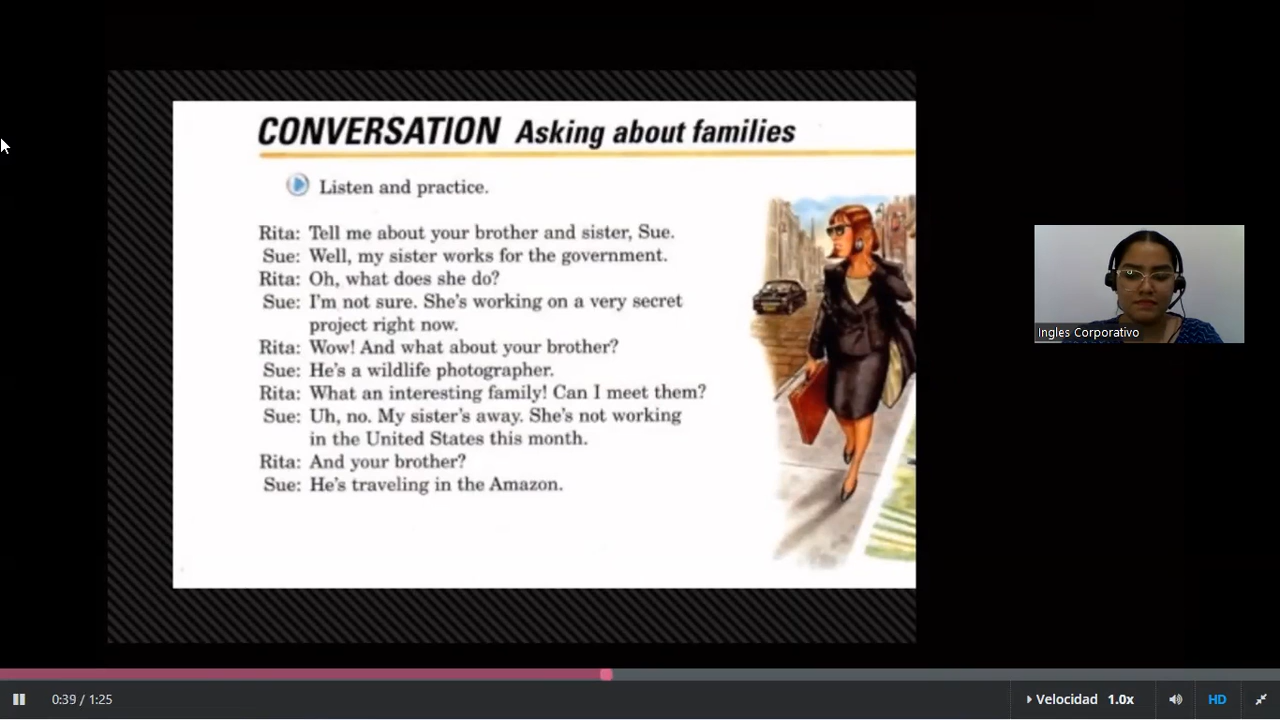 CONVERSATION Asking about families
Listen and practice.
Rita: Tell me about your brother and sister, Sue.
Sue: Well, my sister works for the government.
Rita: Oh, what does she do?
Sue: I'm not sure. She's working on a very secret
project right now.
Rita: Wow! And what about your brother?
Sue: He's a wildlife photographer.
Rita: What an interesting family! Can I meet them?
Sue: Uh, no. My sister's away. She's not working
in the United States this month.
Rita: And your brother?
Sue: He's traveling in the Amazon.
Ingles Corporativo
0:39 / 1:25
Velocidad 1.0x
HD